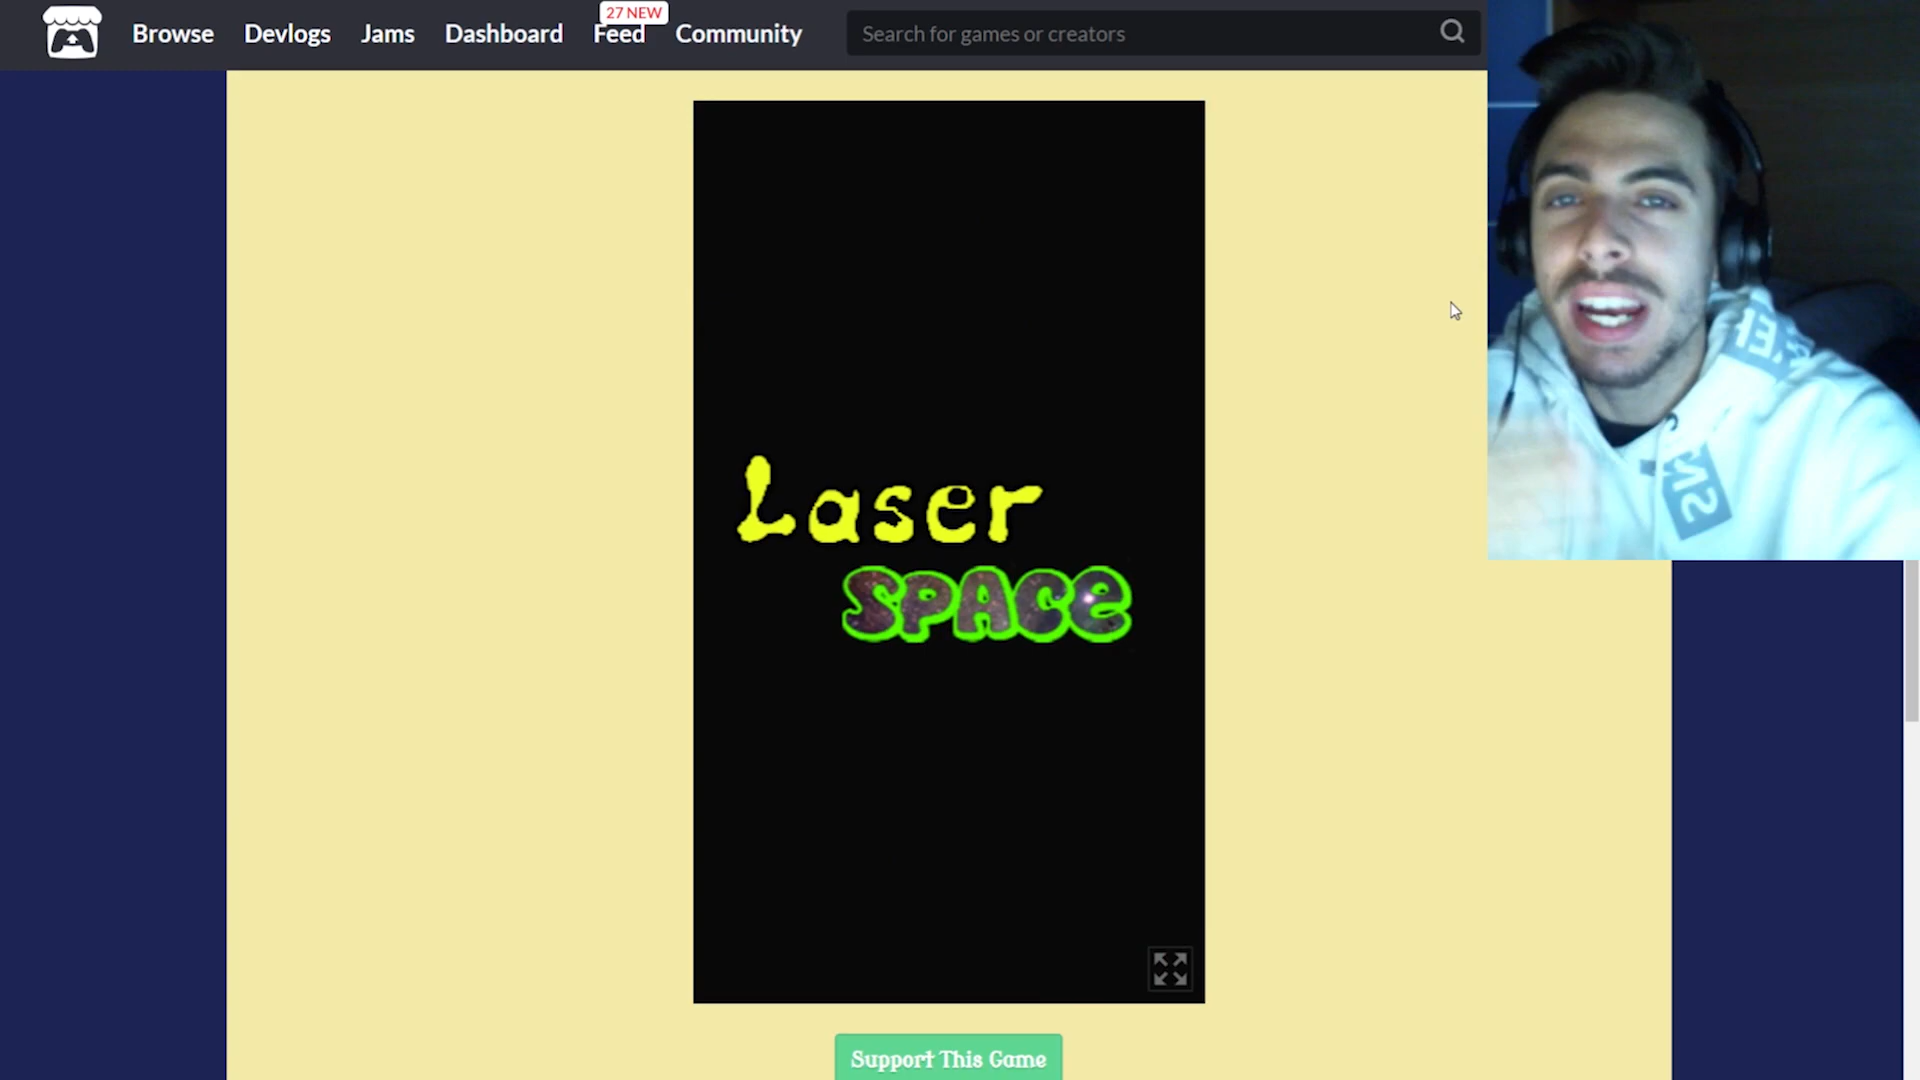 27 NEW
Browse Devlogs Jams Dashboard Feed Community Search for games or creators
Laser
SPACE
Support This Game